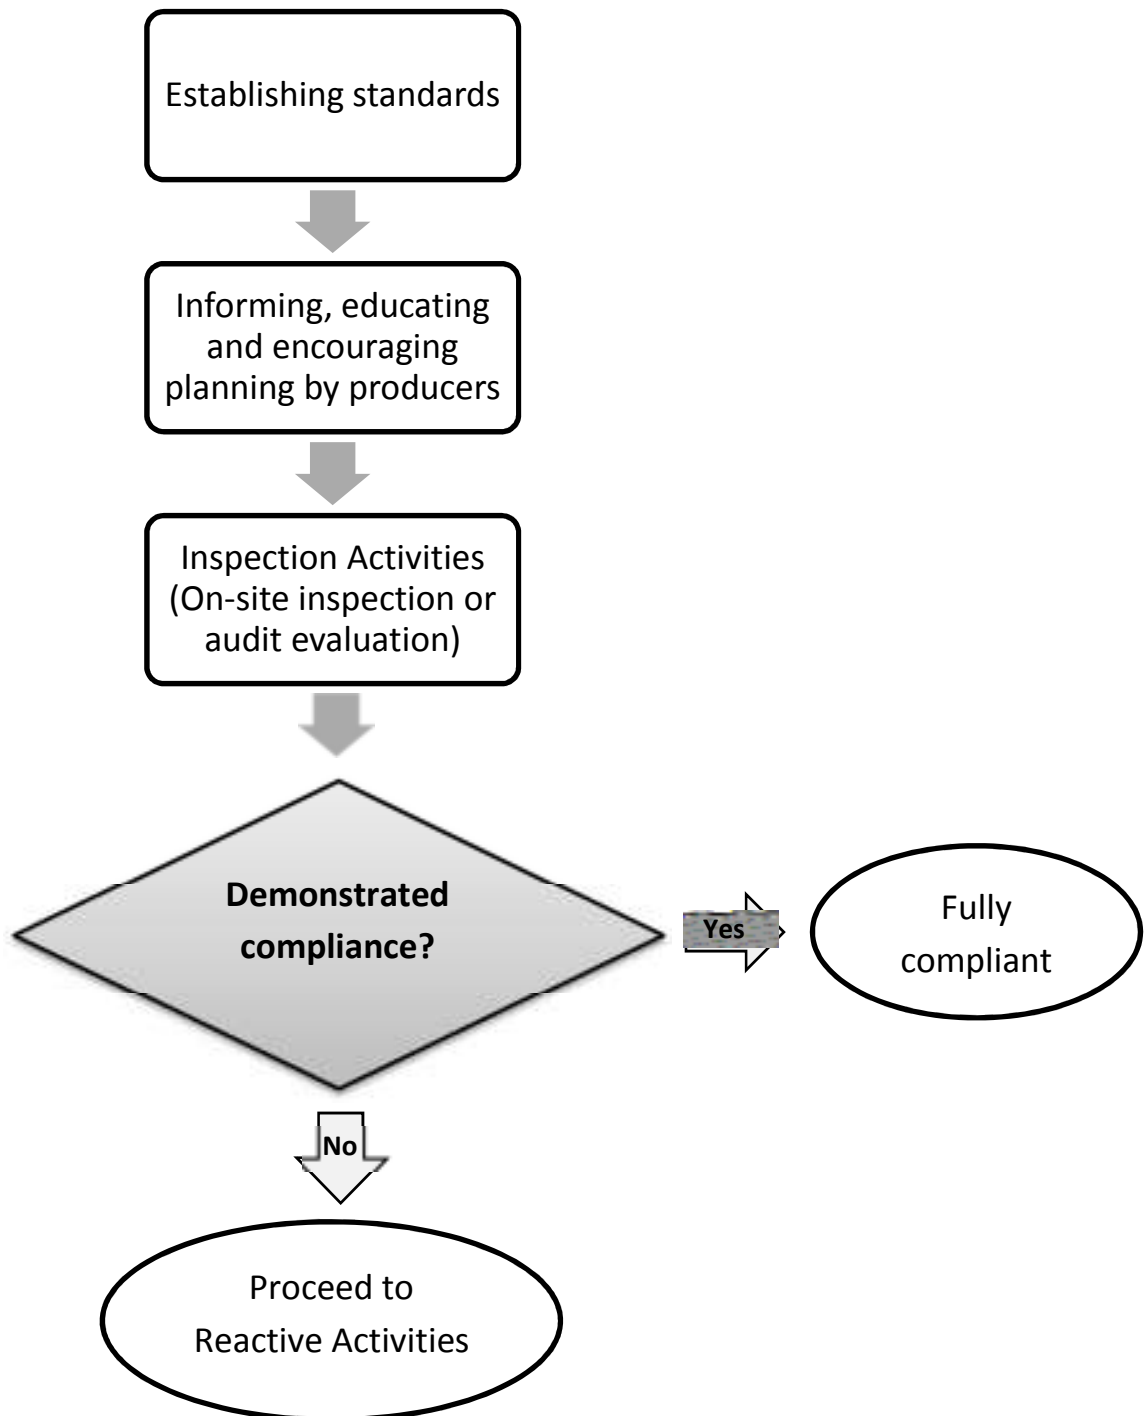 Establishing standards
Informing, educating
and encouraging
planning by producers
Inspection Activities
(On-site inspection or
audit evaluation)
Demonstrated
compliance?
Yes
Fully
compliant
No
Proceed to
Reactive Activities